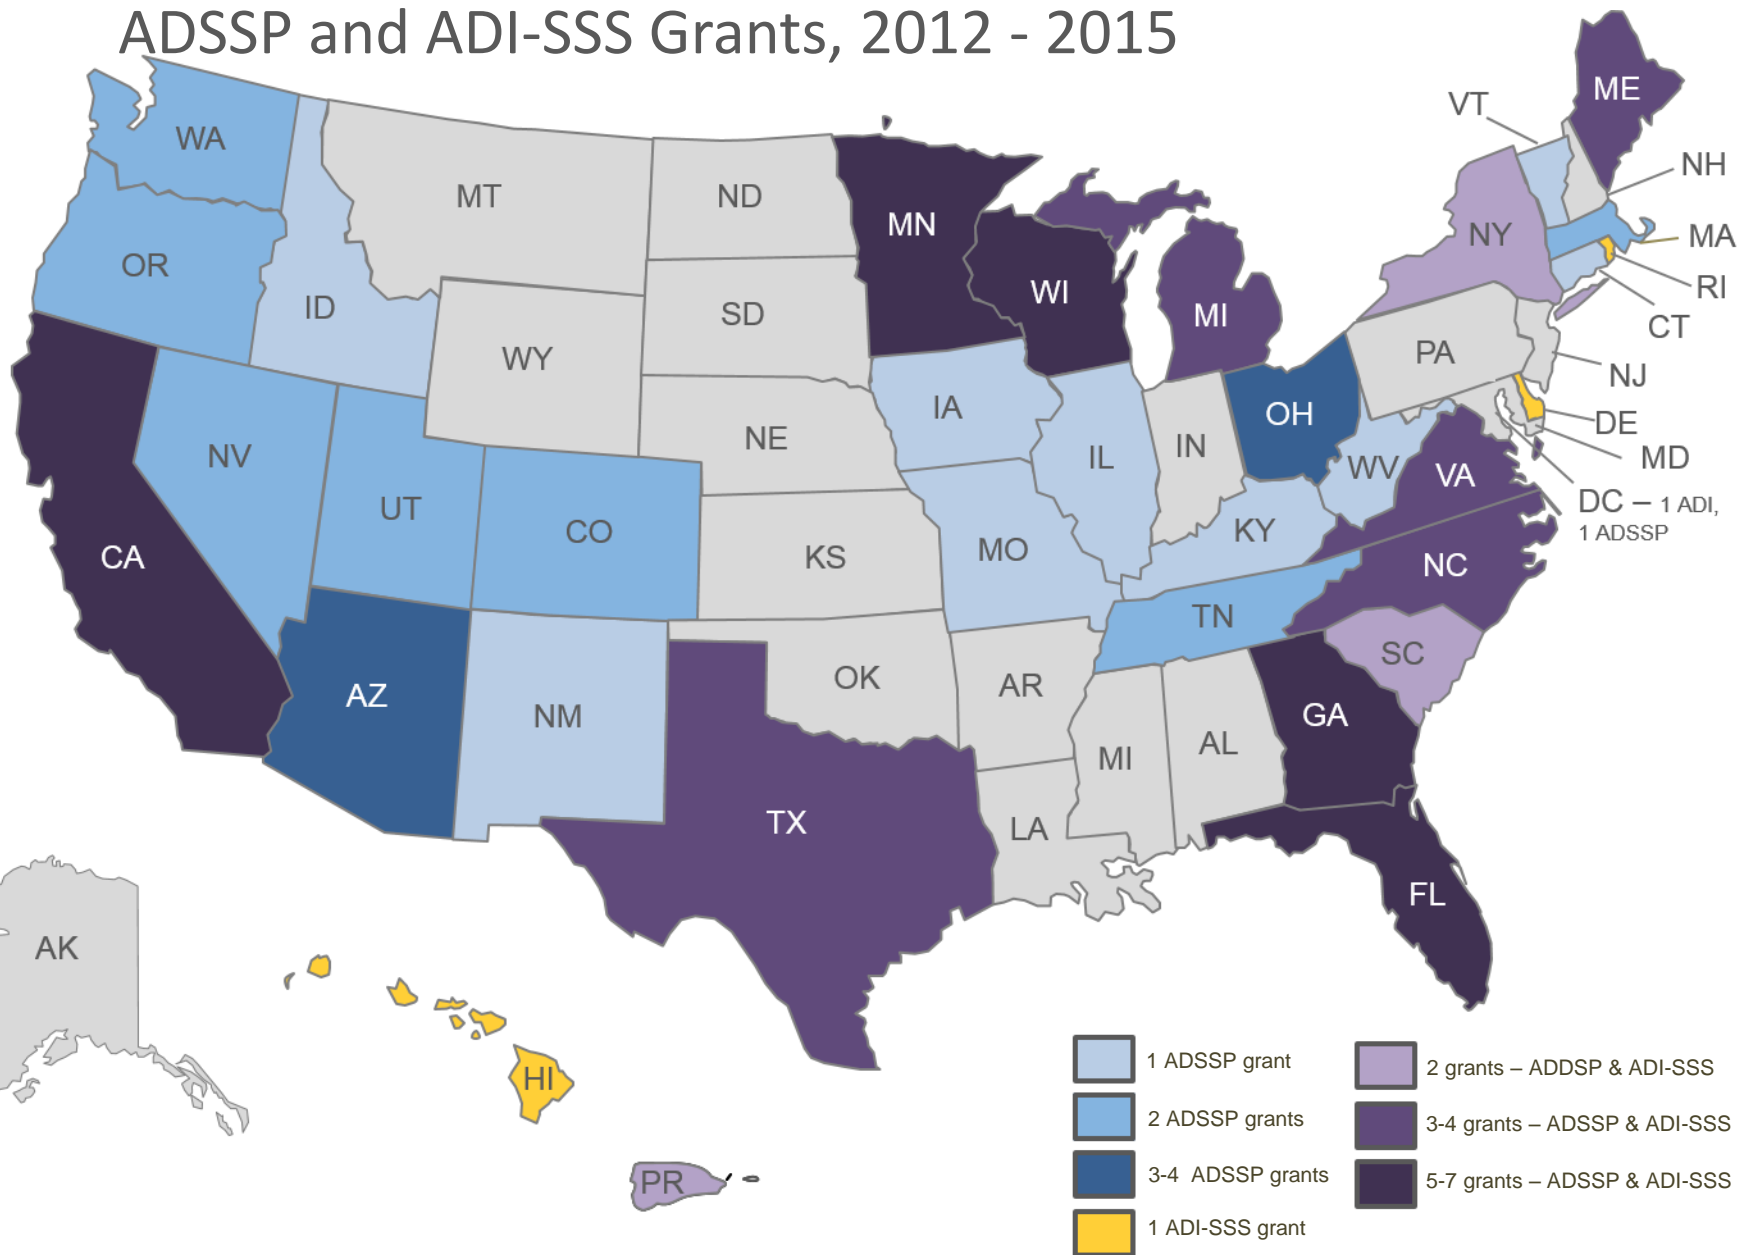 ADSSP and ADI-SSS Grants, 2012 - 2015
ME
VT
WA
NH
MT
ND
MN
NY
MA
OR
RI
WI
ID
SD
MI
CT
WY
PA
NJ
IA
OH
DE
NE
IN
NV
IL
WV
MD
VA
DC – 1 ADI,
1 ADSSP
UT
CO
KY
MO
CA
KS
NC
TN
SC
OK
AR
AZ
NM
GA
AL
MI
TX
LA
FL
AK
HI
PR
1 ADSSP grant
2 ADSSP grants
3-4 ADSSP grants
1 ADI-SSS grant
2 grants – ADDSP & ADI-SSS
3-4 grants – ADSSP & ADI-SSS
5-7 grants – ADSSP & ADI-SSS